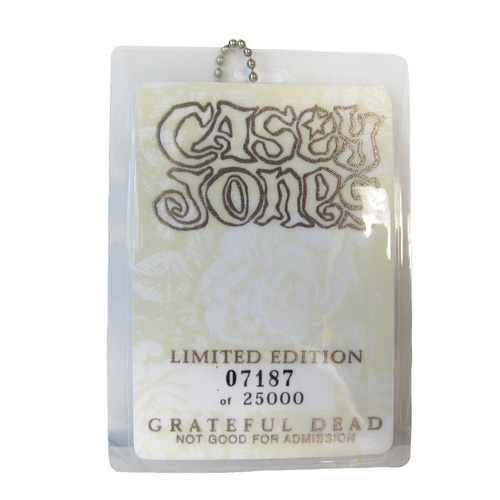 CASEY
JONES
LIMITED EDITION
07187
of 25000
GRATEFUL DEAD
NOT GOOD FOR ADMISSION